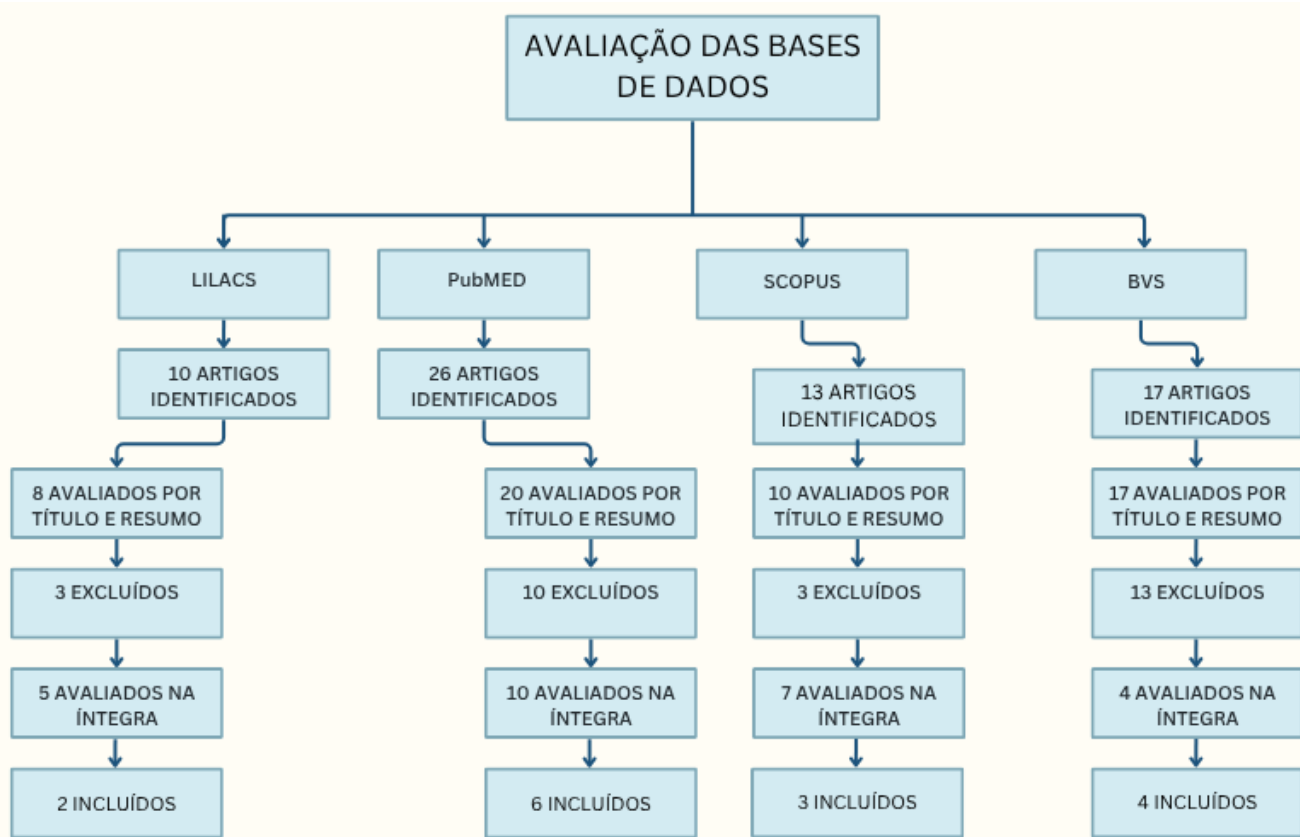 AVALIAÇÃO DAS BASES
DE DADOS
LILACS
PubMED
SCOPUS
BVS
10 ARTIGOS
IDENTIFICADOS
26 ARTIGOS
IDENTIFICADOS
13 ARTIGOS
IDENTIFICADOS
17 ARTIGOS
IDENTIFICADOS
8 AVALIADOS POR
TÍTULO E RESUMO
20 AVALIADOS POR
TÍTULO E RESUMO
10 AVALIADOS POR
TÍTULO E RESUMO
17 AVALIADOS POR
TÍTULO E RESUMO
3 EXCLUÍDOS
10 EXCLUÍDOS
3 EXCLUÍDOS
13 EXCLUÍDOS
5 AVALIADOS NA
ÍNTEGRA
10 AVALIADOS NA
ÍNTEGRA
7 AVALIADOS NA
ÍNTEGRA
4 AVALIADOS NA
ÍNTEGRA
2 INCLUÍDOS
6 INCLUÍDOS
3 INCLUÍDOS
4 INCLUÍDOS